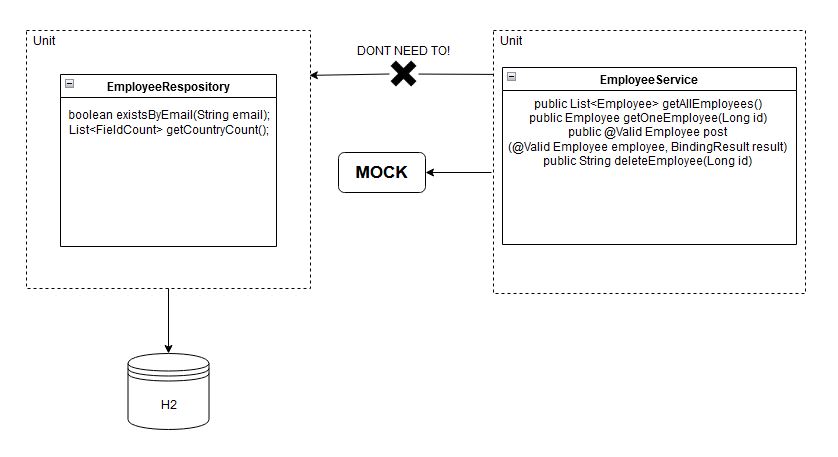 Unit
EmployeeRespository
boolean existsByEmail(String email);
List<FieldCount> getCountryCount();
H2
DONT NEED TO!
MOCK
Unit
EmployeeService
public List<Employee> getAllEmployees()
public Employee getOneEmployee(Long id)
public @Valid Employee post
(@Valid Employee employee, BindingResult result)
public String deleteEmployee(Long id)